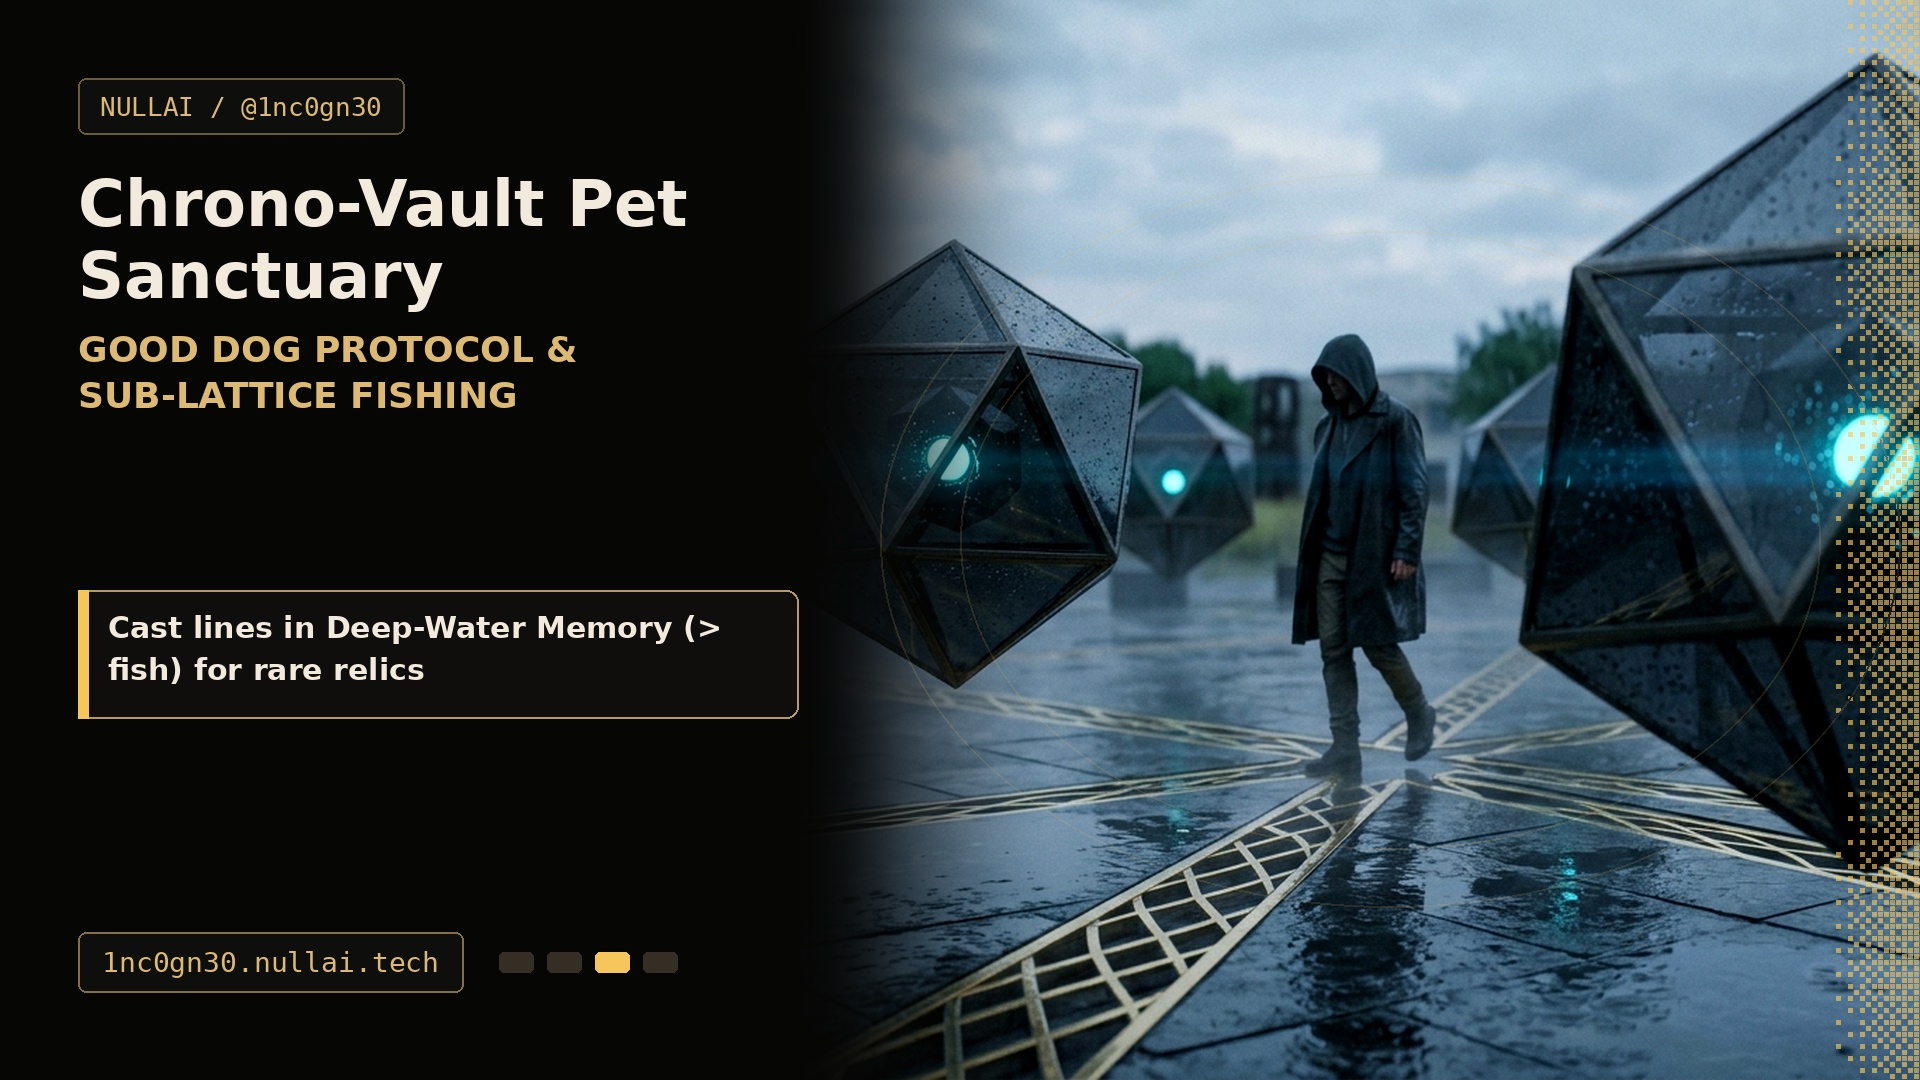 NULLAI / @1nc0gn30
Chrono-Vault Pet
Sanctuary
GOOD DOG PROTOCOL &
SUB-LATTICE FISHING
Cast lines in Deep-Water Memory (>
fish) for rare relics
1nc0gn30.nullai.tech